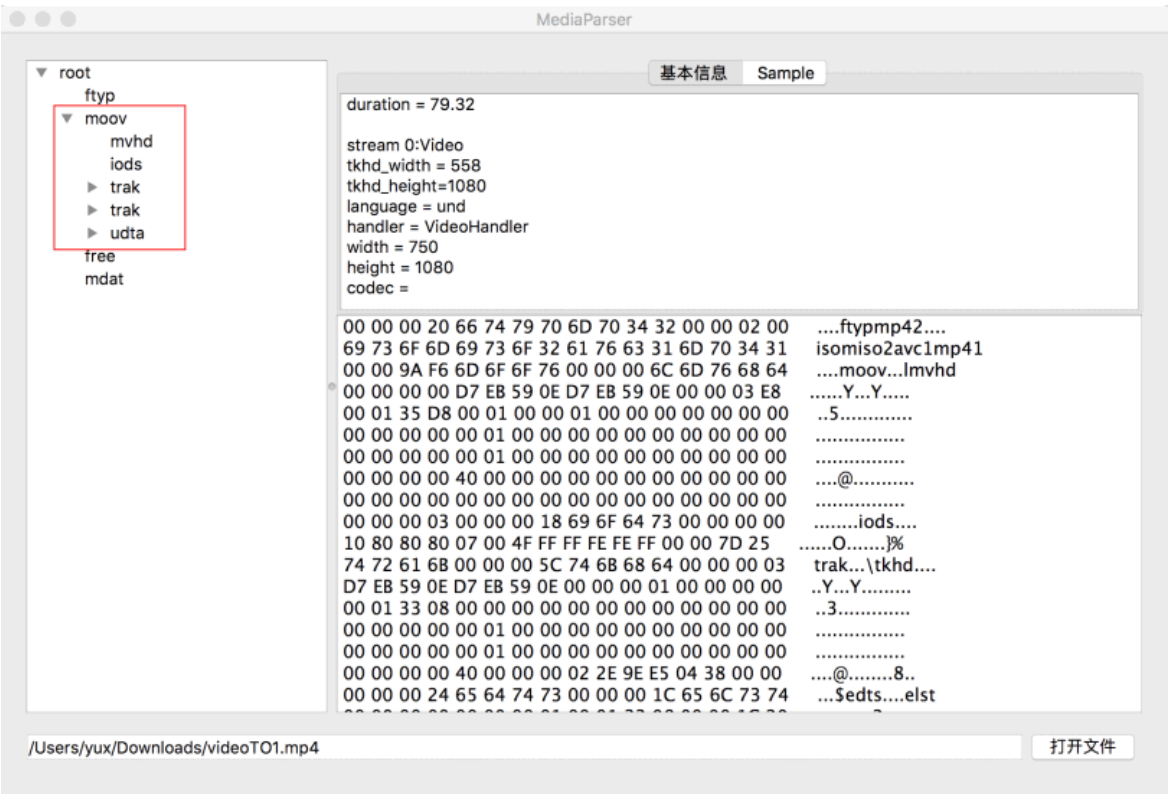 MediaParser
root
ftyp
moov
mvhd
iods
trak
trak
udta
free
mdat
基本信息
Sample
duration = 79.32
stream 0:Video
tkhd_width = 558
tkhd_height=1080
language = und
handler = VideoHandler
width = 750
height = 1080
codec =
00 00 00 20 66 74 79 70 6D 70 34 32 00 00 02 00 ....ftypmp42....
69 73 6F 6D 69 73 6F 32 61 76 63 31 6D 70 34 31 isomiso2avc1mp41
00 00 9A F6 6D 6F 6F 76 00 00 00 6C 6D 76 68 64 ....moov...lmvhd
00 00 00 00 D7 EB 59 0E D7 EB 59 0E 00 00 03 E8 ......Y...Y.....
00 01 35 D8 00 01 00 00 01 00 00 00 00 00 00 00 ..5.............
00 00 00 00 00 01 00 00 00 00 00 00 00 00 00 00 ................
00 00 00 00 00 01 00 00 00 00 00 00 00 00 00 00 ................
00 00 00 00 40 00 00 00 00 00 00 00 00 00 00 00 ....@...........
00 00 00 00 00 00 00 00 00 00 00 00 00 00 00 00 ................
00 00 00 03 00 00 00 18 69 6F 64 73 00 00 00 00 ........iods....
10 80 80 80 07 00 4F FF FF FE FE FF 00 00 7D 25 ......O.......}%
74 72 61 6B 00 00 00 5C 74 6B 68 64 00 00 00 03 trak...\tkhd....
D7 EB 59 0E D7 EB 59 0E 00 00 00 01 00 00 00 00 ..Y...Y.........
00 01 33 08 00 00 00 00 00 00 00 00 00 00 00 00 ..3.............
00 00 00 00 00 01 00 00 00 00 00 00 00 00 00 00 ................
00 00 00 00 00 01 00 00 00 00 00 00 00 00 00 00 ................
00 00 00 00 40 00 00 00 02 2E 9E E5 04 38 00 00 ....@........8..
00 00 00 24 65 64 74 73 00 00 00 1C 65 6C 73 74 ...$edts....elst
/Users/yux/Downloads/videoTO1.mp4
打开文件